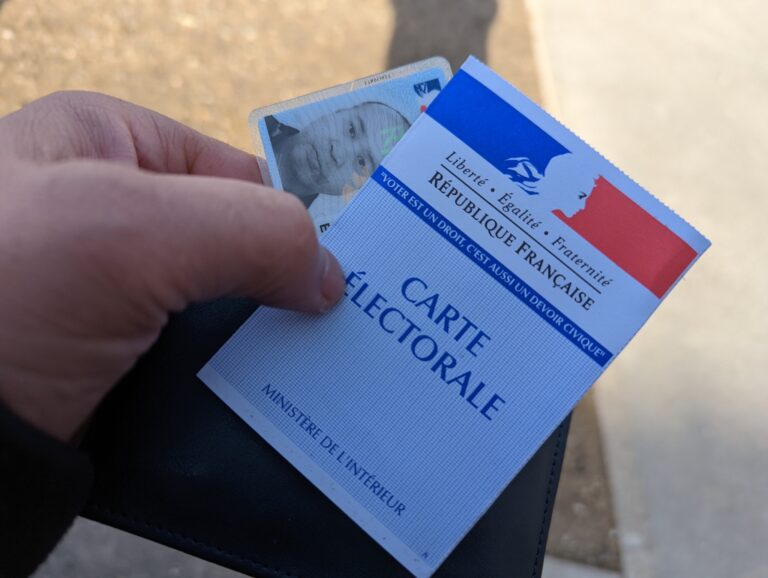 Liberté • Égalité • Fraternité
RÉPUBLIQUE FRANÇAISE
"VOTER EST UN DROIT, C'EST AUSSI UN DEVOIR CIVIQUE"
CARTE
ÉLECTORALE
MINISTÈRE DE L'INTÉRIEUR